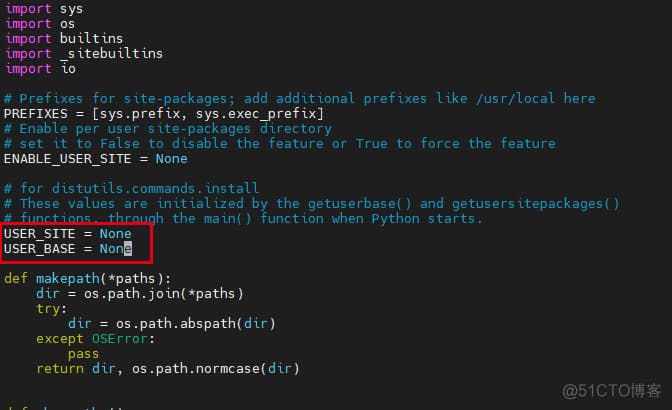 import sys
import os
import builtins
import _sitebuiltins
import io
# Prefixes for site-packages; add additional prefixes like /usr/local here
PREFIXES = [sys.prefix, sys.exec_prefix]
# Enable per user site-packages directory
# set it to False to disable the feature or True to force the feature
ENABLE_USER_SITE = None
# for distutils.commands.install
# These values are initialized by the getuserbase() and getusersitepackages()
# functions, through the main() function when Python starts.
USER_SITE = None
USER_BASE = None
def makepath(*paths):
    dir = os.path.join(*paths)
    try:
        dir = os.path.abspath(dir)
    except OSError:
        pass
    return dir, os.path.normcase(dir)
@51CTO博客